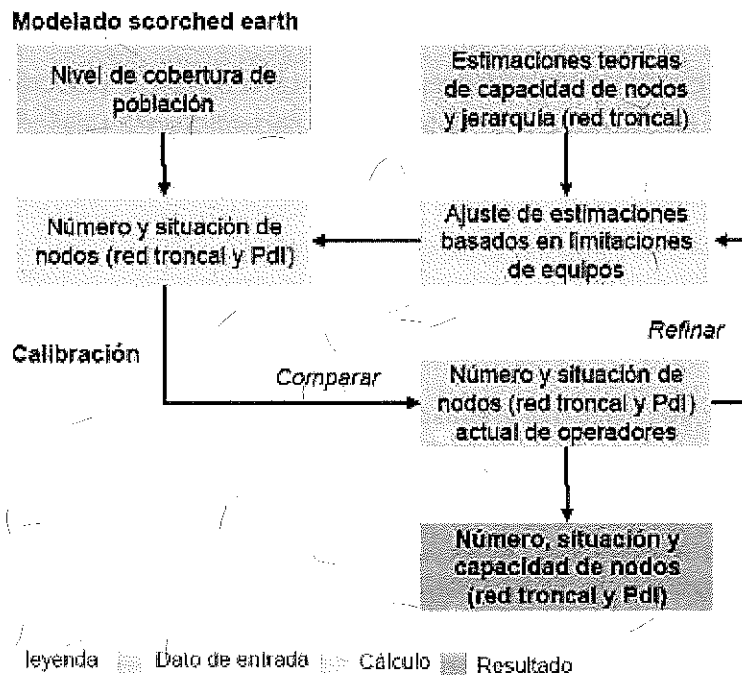 Modelado scorched earth
Nivel de cobertura de
población
Estimaciones teóricas
de capacidad de nodos
y jerarquía (red troncal)
Número y situación de
nodos (red troncal y PdI)
Ajuste de estimaciones
basados en limitaciones
de equipos
Refinar
Calibración
Comparar
Número y situación de
nodos (red troncal y PdI)
actual de operadores
Número, situación y
capacidad de nodos
(red troncal y PdI)
leyenda Dato de entrada Cálculo Resultado